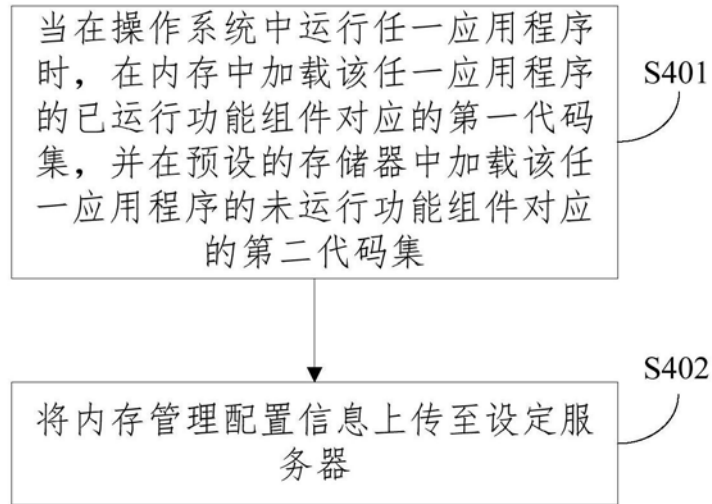 当在操作系统中运行任一应用程序
时，在内存中加载该任一应用程序
的已运行功能组件对应的第一代码
集，并在预设的存储器中加载该任
一应用程序的未运行功能组件对应
的第二代码集
S401
将内存管理配置信息上传至设定服
务器
S402